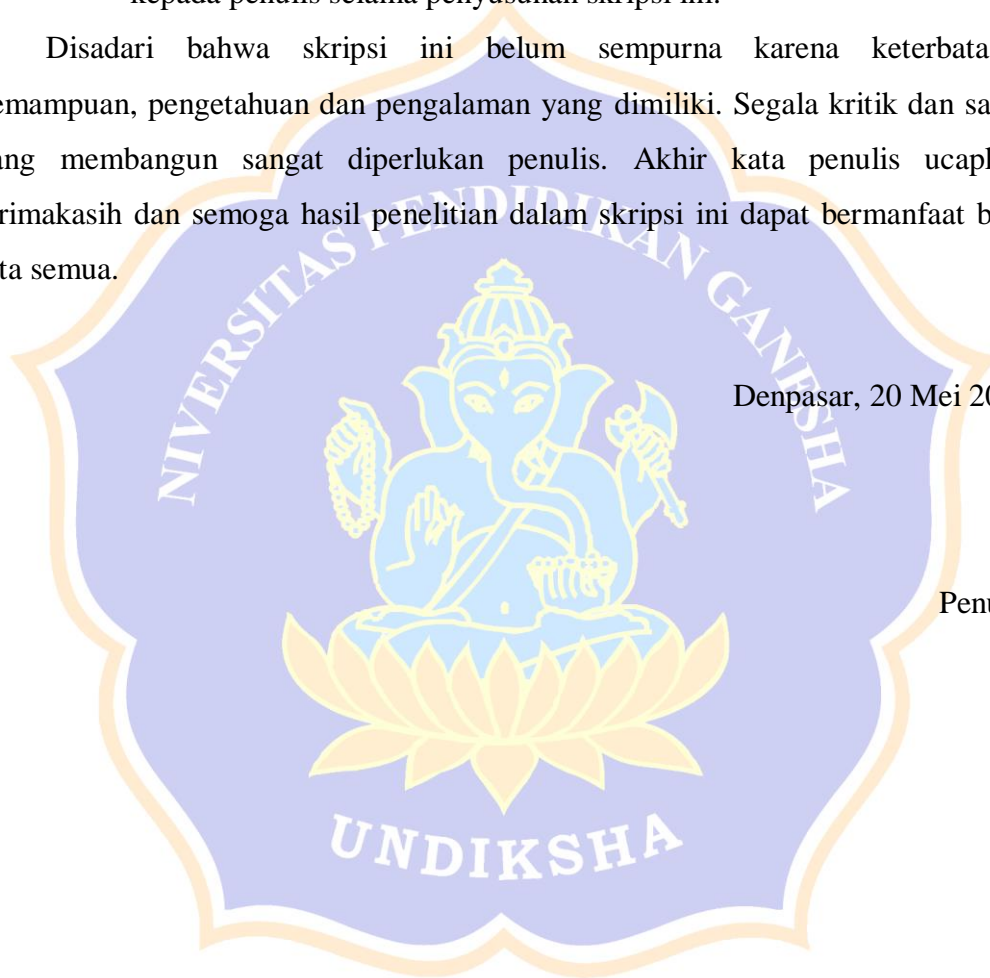 kepada penulis selama penyusunan skripsi ini.
Disadari bahwa skripsi ini belum sempurna karena keterbata
emampuan, pengetahuan dan pengalaman yang dimiliki. Segala kritik dan sa
ang membangun sangat diperlukan penulis. Akhir kata penulis ucap
rimakasih dan semoga hasil penelitian dalam skripsi ini dapat bermanfaat b
ta semua.
NIVERSITAS PENDIDIKAN GANESHA
Denpasar, 20 Mei 20
Penu
UNDIKSHA